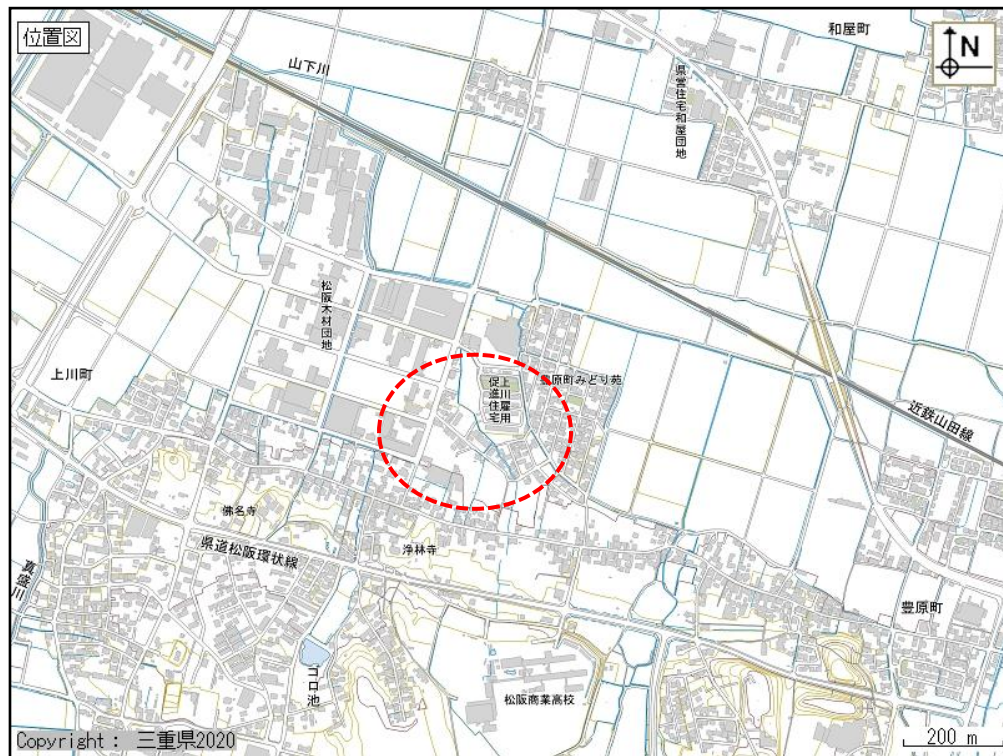 位置図
和屋町
N
山下川
県営住宅和屋団地
松阪木材団地
上川町
上川雇用
促進住宅
豊原町みどり苑
近鉄山田線
佛名寺
浄林寺
県道松阪環状線
真盛川
豊原町
コロ池
松阪商業高校
Copyright : 三重県2020
200 m